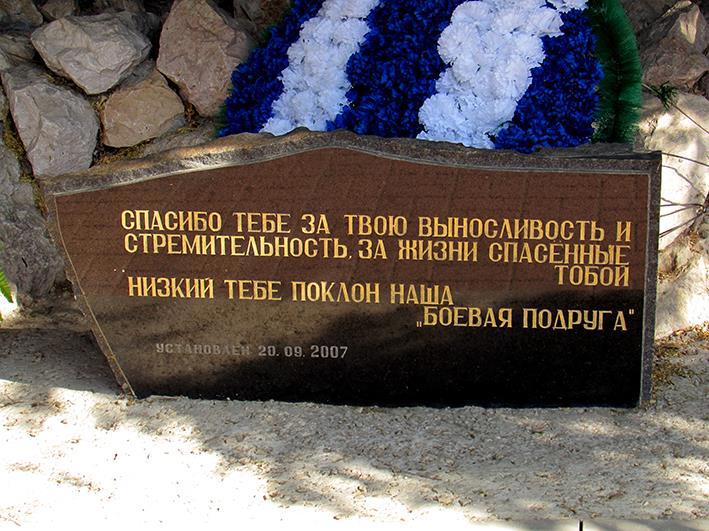 СПАСИБО ТЕБЕ ЗА ТВОЮ ВЫНОСЛИВОСТЬ И
СТРЕМИТЕЛЬНОСТЬ, ЗА ЖИЗНИ СПАСЕННЫЕ
ТОБОЙ
НИЗКИЙ ТЕБЕ ПОКЛОН НАША
„БОЕВАЯ ПОДРУГА"
УСТАНОВЛЕН 20. 09. 2007